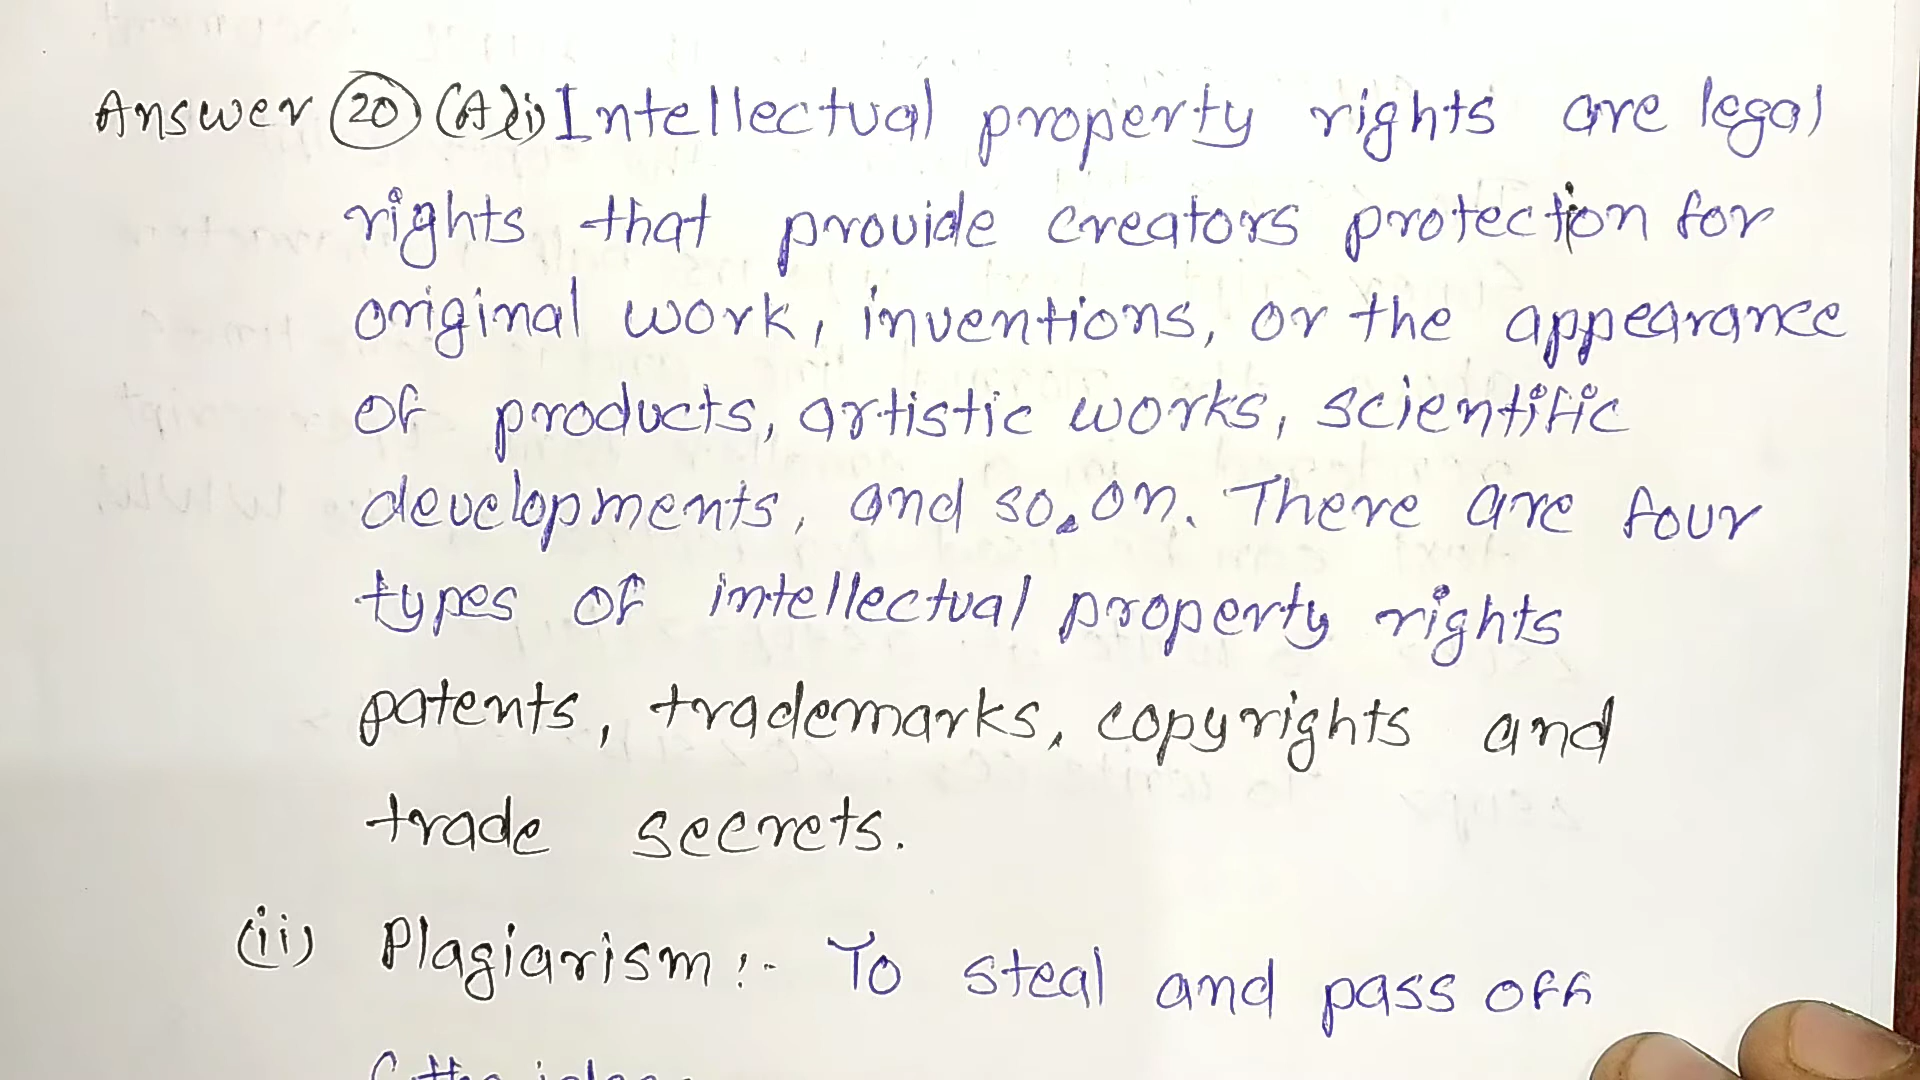 Answer 20 (A)(i) Intellectual property rights are legal
rights that provide creators protection for
original work, inventions, or the appearance
of products, artistic works, scientific
developments, and so on. There are four
types of intellectual property rights
patents, trademarks, copyrights and
trade secrets.
(ii) Plagiarism :- To steal and pass off